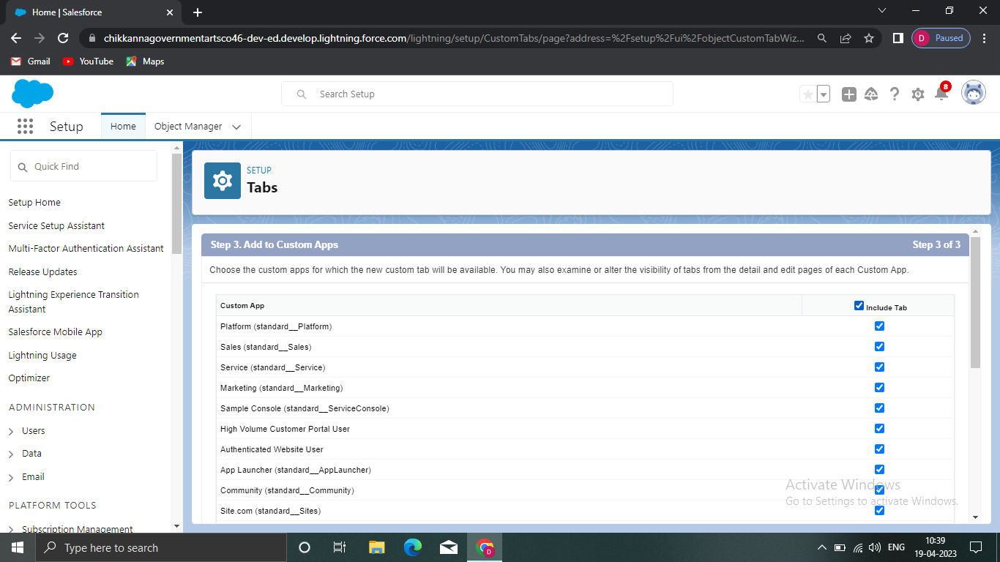 Home | Salesforce
chikkannagovernmentartsco46-dev-ed.develop.lightning.force.com/lightning/setup/CustomTabs/page?address=%2Fsetup%2Fui%2FobjectCustomTabWiz...
D Paused
Gmail YouTube Maps
Search Setup
8
Setup Home Object Manager
Quick Find
Setup Home
Service Setup Assistant
Multi-Factor Authentication Assistant
Release Updates
Lightning Experience Transition
Assistant
Salesforce Mobile App
Lightning Usage
Optimizer
ADMINISTRATION
Users
Data
Email
PLATFORM TOOLS
Subscription Management
SETUP
Tabs
Step 3. Add to Custom Apps Step 3 of 3
Choose the custom apps for which the new custom tab will be available. You may also examine or alter the visibility of tabs from the detail and edit pages of each Custom App.
Custom App Include Tab
Platform (standard__Platform)
Sales (standard__Sales)
Service (standard__Service)
Marketing (standard__Marketing)
Sample Console (standard__ServiceConsole)
High Volume Customer Portal User
Authenticated Website User
App Launcher (standard__AppLauncher)
Community (standard__Community)
Site.com (standard__Sites)
Activate Windows
Go to Settings to activate Windows.
Type here to search
D
ENG
10:39
19-04-2023